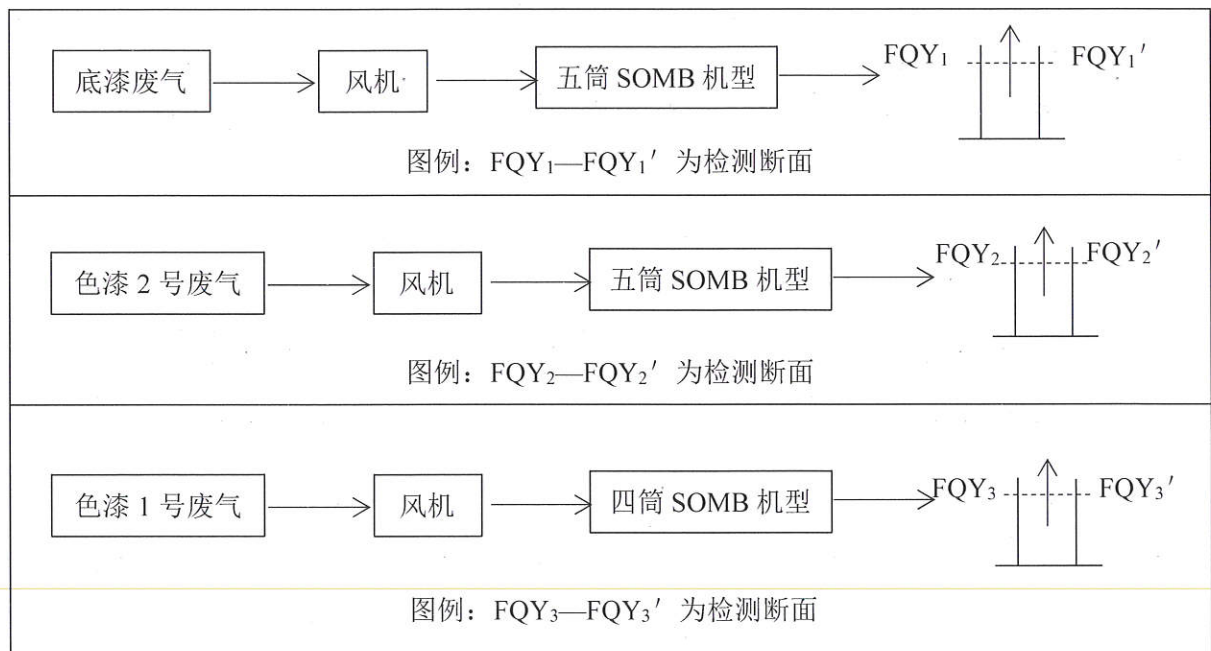 底漆废气 风机 五筒 SOMB 机型 FQY₁ FQY₁′
图例：FQY₁—FQY₁′ 为检测断面
色漆 2 号废气 风机 五筒 SOMB 机型 FQY₂ FQY₂′
图例：FQY₂—FQY₂′ 为检测断面
色漆 1 号废气 风机 四筒 SOMB 机型 FQY₃ FQY₃′
图例：FQY₃—FQY₃′ 为检测断面